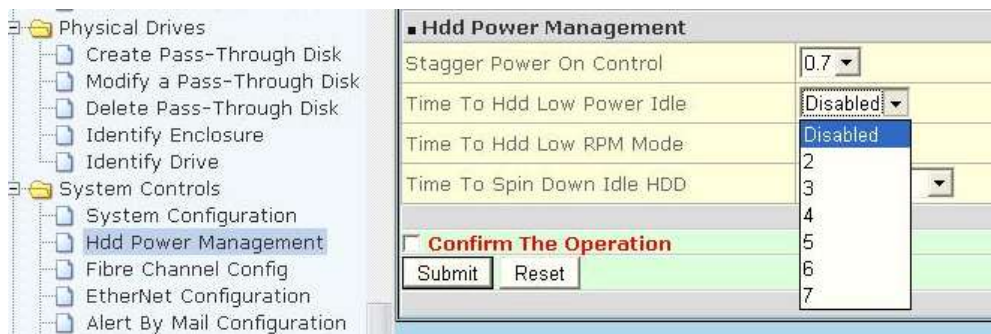 Physical Drives
Create Pass-Through Disk
Modify a Pass-Through Disk
Delete Pass-Through Disk
Identify Enclosure
Identify Drive
System Controls
System Configuration
Hdd Power Management
Fibre Channel Config
EtherNet Configuration
Alert By Mail Configuration
Hdd Power Management
Stagger Power On Control 0.7
Time To Hdd Low Power Idle Disabled
Time To Hdd Low RPM Mode
Time To Spin Down Idle HDD
Disabled
2
3
4
5
6
7
Confirm The Operation
Submit Reset